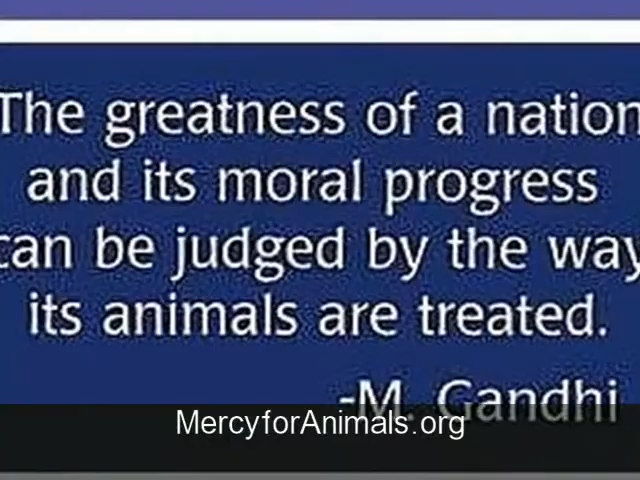 The greatness of a nation
and its moral progress
can be judged by the way
its animals are treated.
-M. Gandhi
MercyforAnimals.org